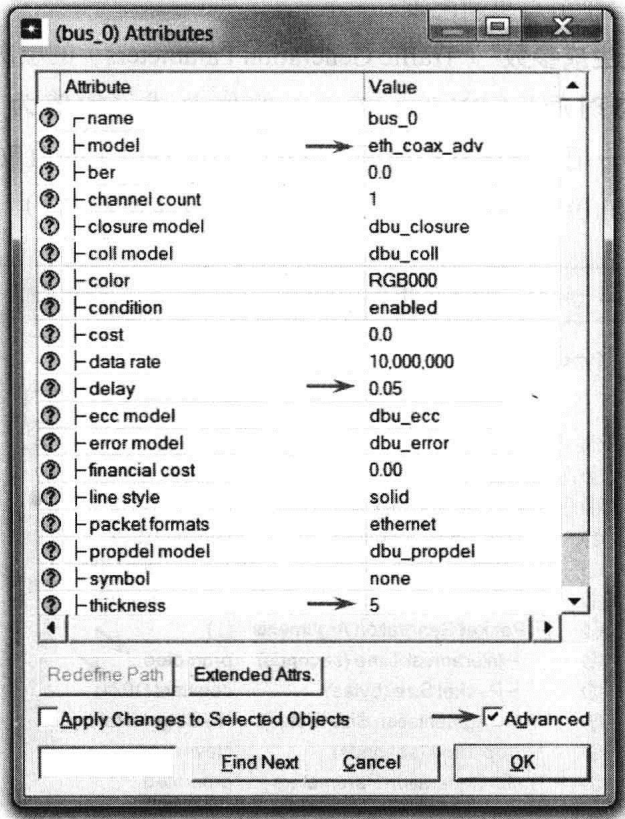 (bus_0) Attributes
Attribute Value
name bus_0
model eth_coax_adv
ber 0.0
channel count 1
closure model dbu_closure
coll model dbu_coll
color RGB000
condition enabled
cost 0.0
data rate 10,000,000
delay 0.05
ecc model dbu_ecc
error model dbu_error
financial cost 0.00
line style solid
packet formats ethernet
propdel model dbu_propdel
symbol none
thickness 5
Redefine Path Extended Attrs.
Apply Changes to Selected Objects Advanced
Find Next Cancel OK